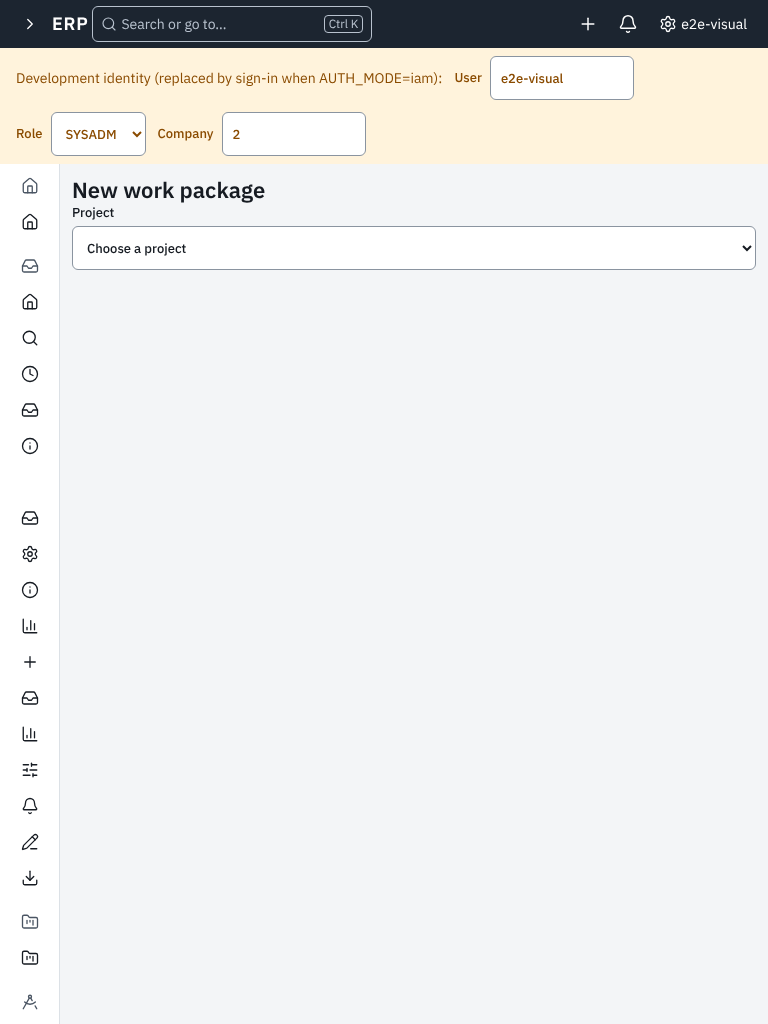 ERP
Search or go to...
Ctrl K
e2e-visual
Development identity (replaced by sign-in when AUTH_MODE=iam):
User
e2e-visual
Role
SYSADM
Company
2
New work package
Project
Choose a project